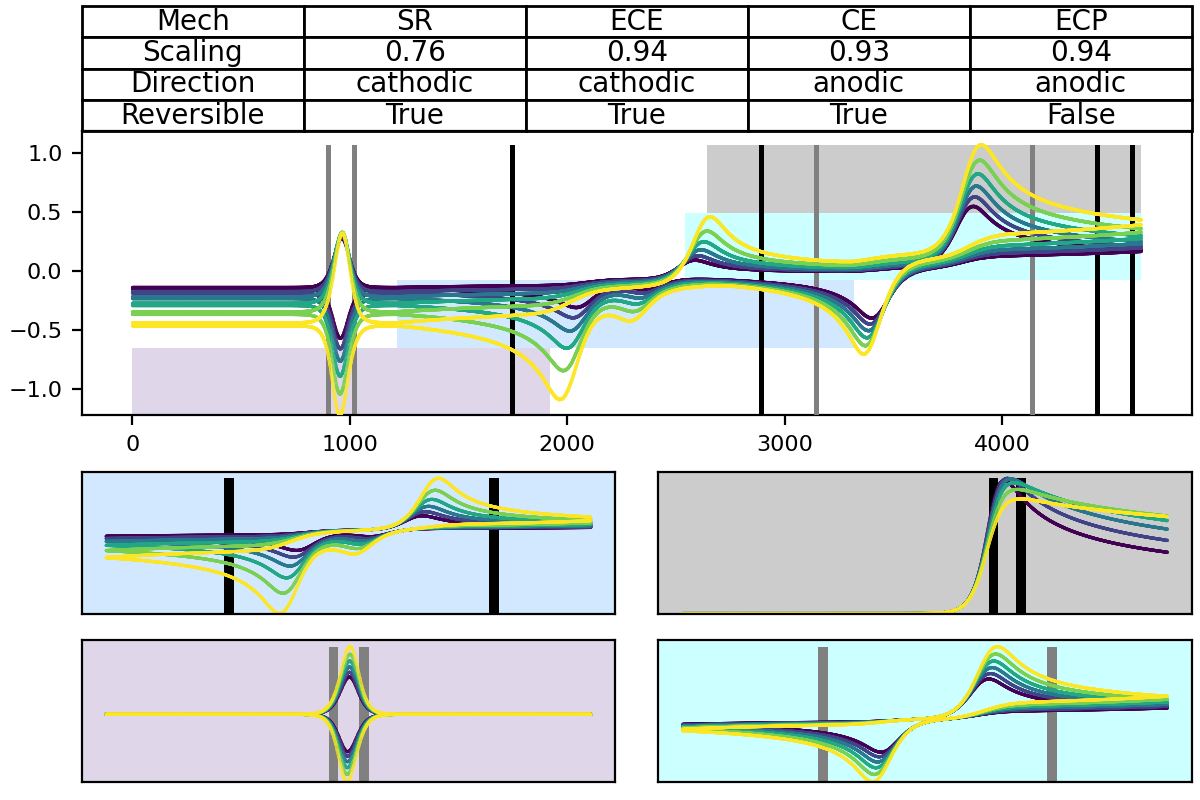 Mech SR ECE CE ECP
Scaling 0.76 0.94 0.93 0.94
Direction cathodic cathodic anodic anodic
Reversible True True True False
1.0
0.5
0.0
−0.5
−1.0
0 1000 2000 3000 4000